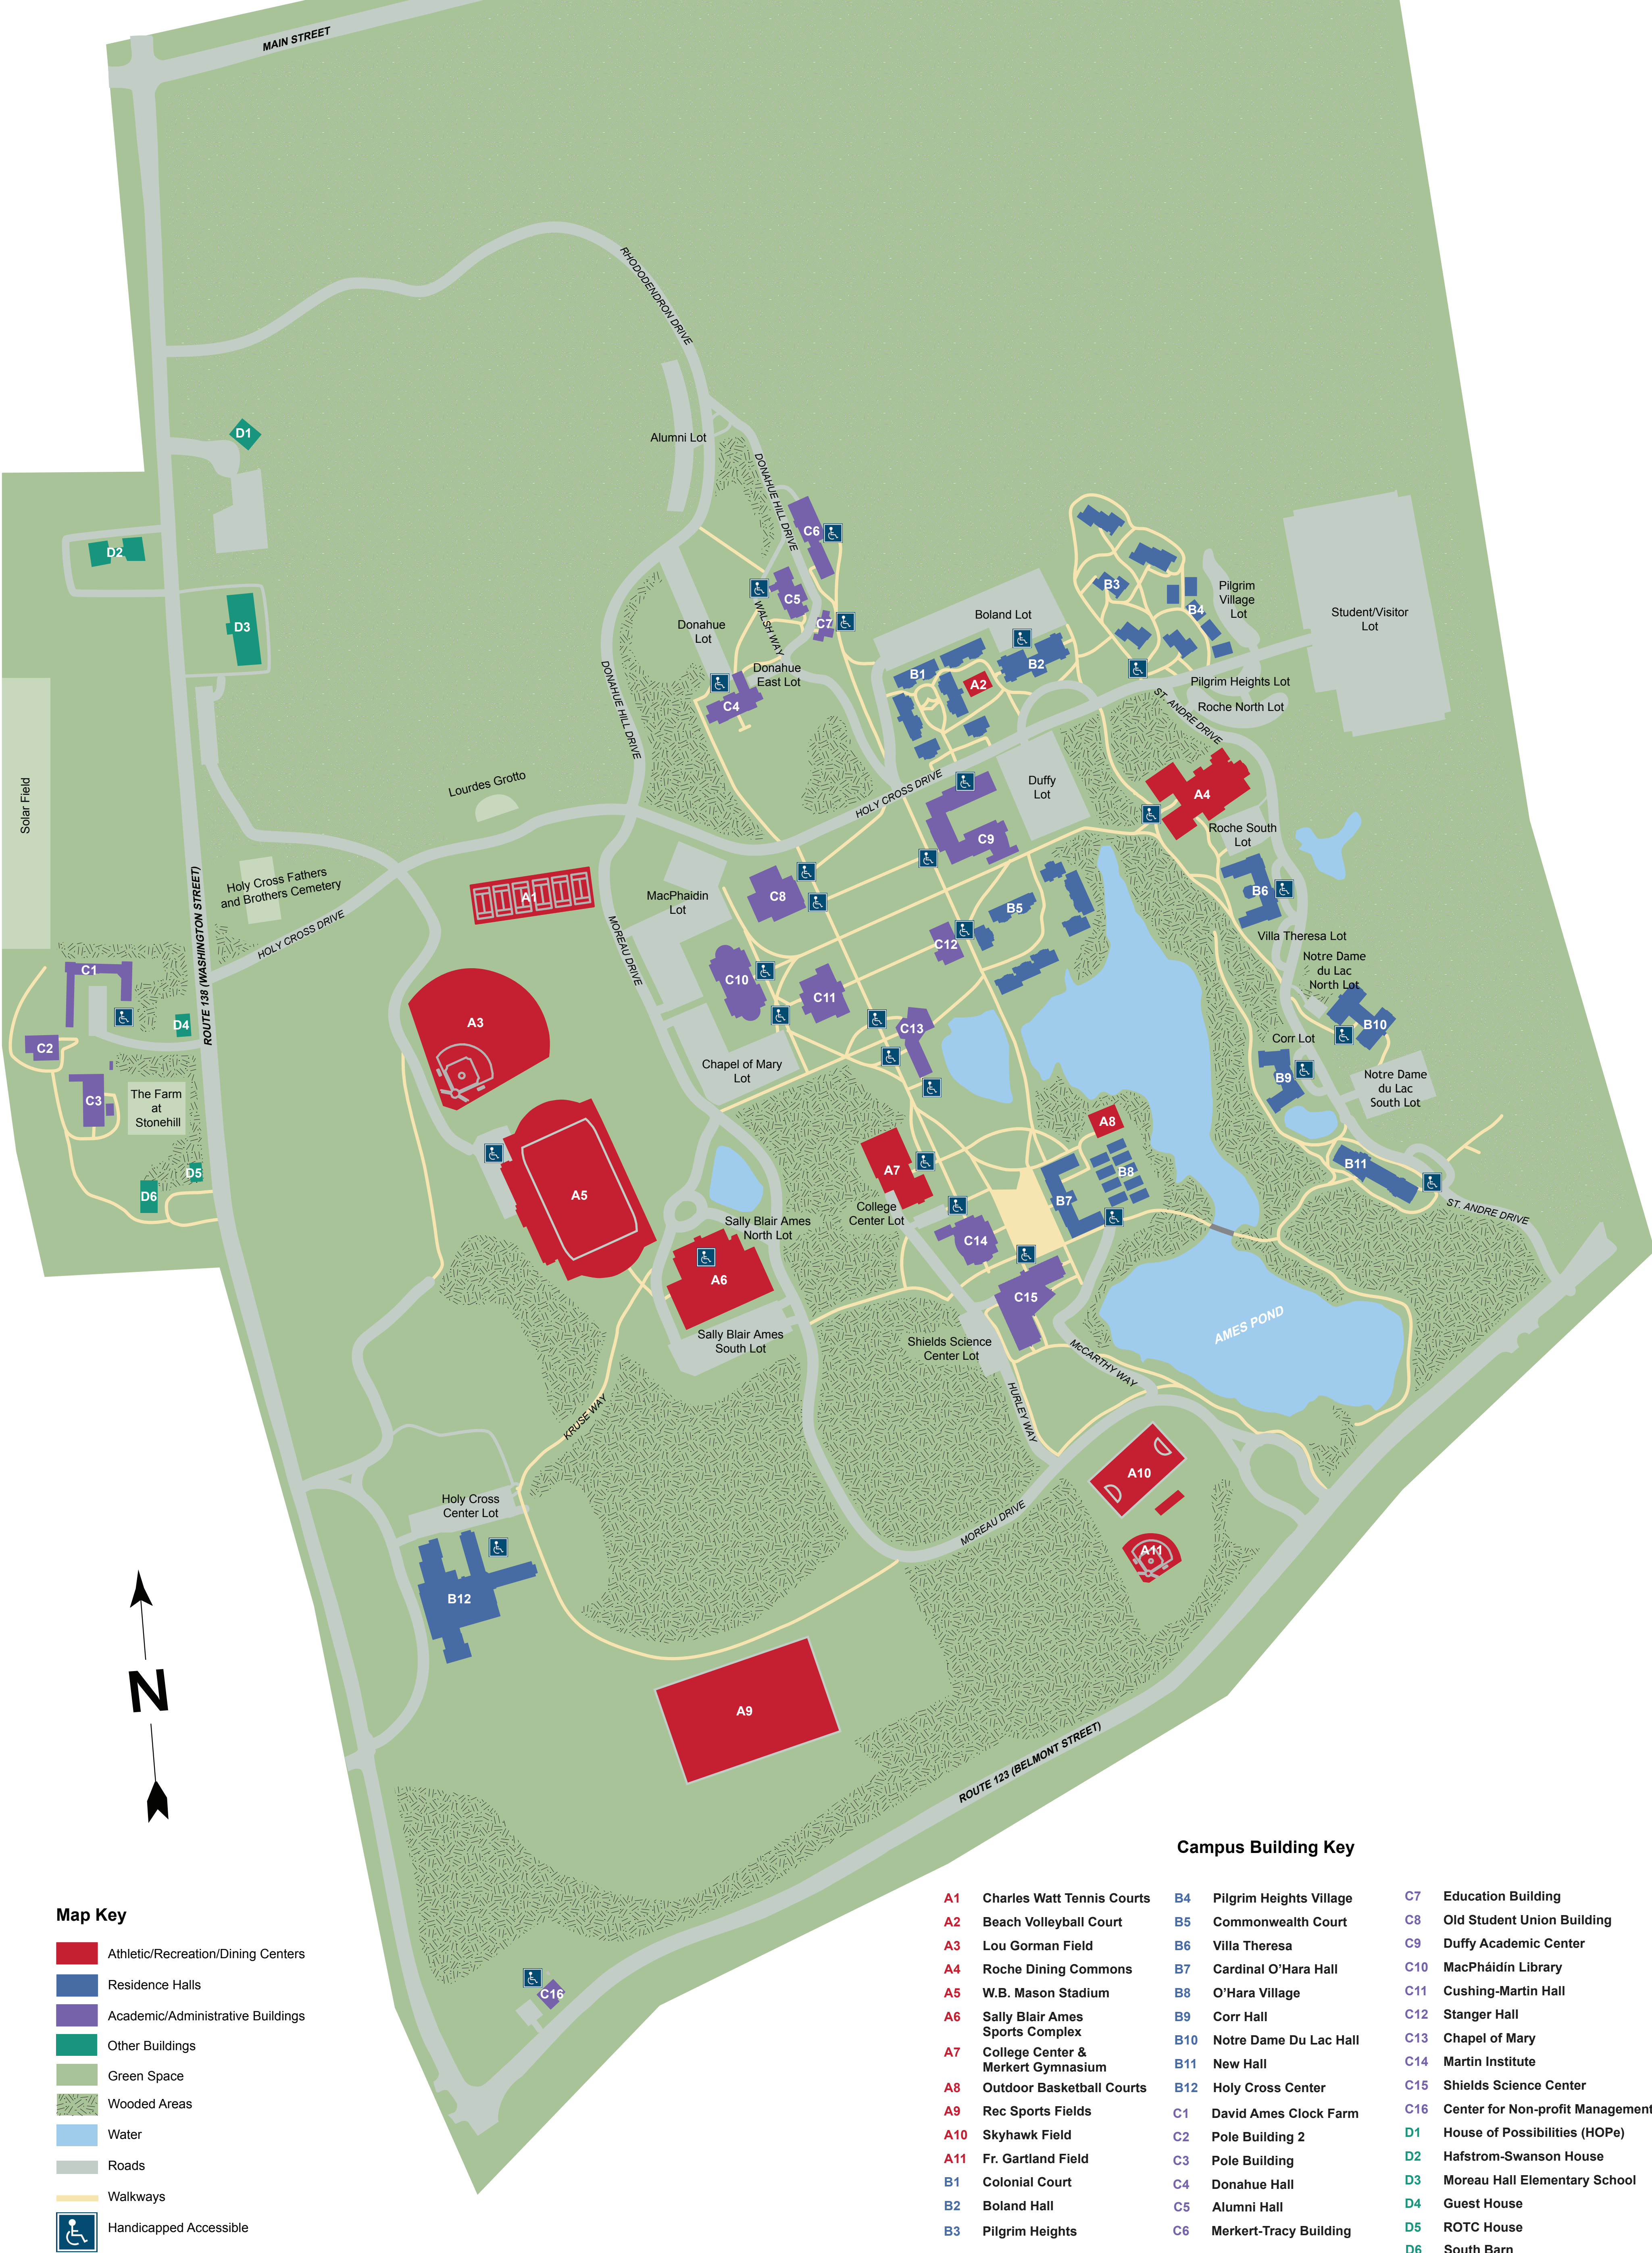 MAIN STREET
RHODODENDRON DRIVE
Alumni Lot
D1
DONAHUE HILL DRIVE
C6
D2
C5
WALSH WAY
C7
B3
B4
Pilgrim
Village
Lot
Student/Visitor
Lot
Boland Lot
D3
Donahue
Lot
Donahue
East Lot
B1
B2
A2
C4
DONAHUE HILL DRIVE
Pilgrim Heights Lot
Roche North Lot
ST. ANDRE DRIVE
Solar Field
Lourdes Grotto
HOLY CROSS DRIVE
Duffy
Lot
A4
Roche South
Lot
C9
Holy Cross Fathers
and Brothers Cemetery
A1
MacPhaidin
Lot
C8
B5
B6
HOLY CROSS DRIVE
ROUTE 138 (WASHINGTON STREET)
MOREAU DRIVE
C12
Villa Theresa Lot
Notre Dame
du Lac
North Lot
C1
C10
C11
A3
D4
C13
B10
C2
Corr Lot
Chapel of Mary
Lot
B9
Notre Dame
du Lac
South Lot
C3
The Farm
at
Stonehill
A8
A7
B8
B11
D5
D6
A5
B7
College
Center Lot
ST. ANDRE DRIVE
Sally Blair Ames
North Lot
C14
A6
C15
AMES POND
Sally Blair Ames
South Lot
Shields Science
Center Lot
McCARTHY WAY
HURLEY WAY
KRUSE WAY
A10
Holy Cross
Center Lot
MOREAU DRIVE
A11
B12
N
A9
ROUTE 123 (BELMONT STREET)
C16
Map Key
Athletic/Recreation/Dining Centers
Residence Halls
Academic/Administrative Buildings
Other Buildings
Green Space
Wooded Areas
Water
Roads
Walkways
Handicapped Accessible
Campus Building Key
A1 Charles Watt Tennis Courts
A2 Beach Volleyball Court
A3 Lou Gorman Field
A4 Roche Dining Commons
A5 W.B. Mason Stadium
A6 Sally Blair Ames
Sports Complex
A7 College Center &
Merkert Gymnasium
A8 Outdoor Basketball Courts
A9 Rec Sports Fields
A10 Skyhawk Field
A11 Fr. Gartland Field
B1 Colonial Court
B2 Boland Hall
B3 Pilgrim Heights
B4 Pilgrim Heights Village
B5 Commonwealth Court
B6 Villa Theresa
B7 Cardinal O’Hara Hall
B8 O’Hara Village
B9 Corr Hall
B10 Notre Dame Du Lac Hall
B11 New Hall
B12 Holy Cross Center
C1 David Ames Clock Farm
C2 Pole Building 2
C3 Pole Building
C4 Donahue Hall
C5 Alumni Hall
C6 Merkert-Tracy Building
C7 Education Building
C8 Old Student Union Building
C9 Duffy Academic Center
C10 MacPháidín Library
C11 Cushing-Martin Hall
C12 Stanger Hall
C13 Chapel of Mary
C14 Martin Institute
C15 Shields Science Center
C16 Center for Non-profit Management
D1 House of Possibilities (HOPe)
D2 Hafstrom-Swanson House
D3 Moreau Hall Elementary School
D4 Guest House
D5 ROTC House
D6 South Barn